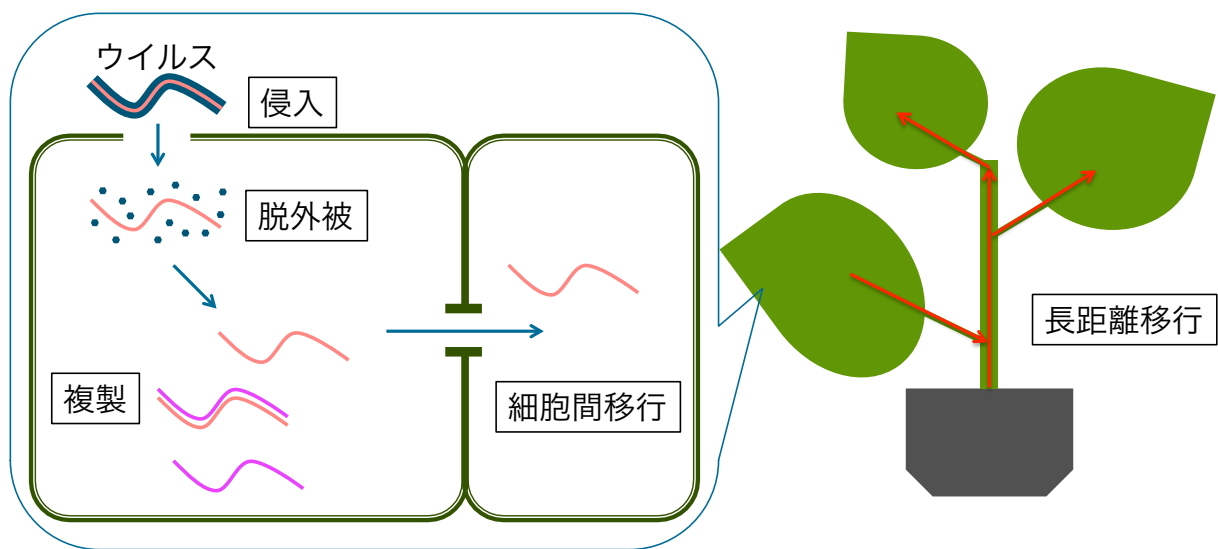 ウイルス
侵入
脱外被
複製
細胞間移行
長距離移行